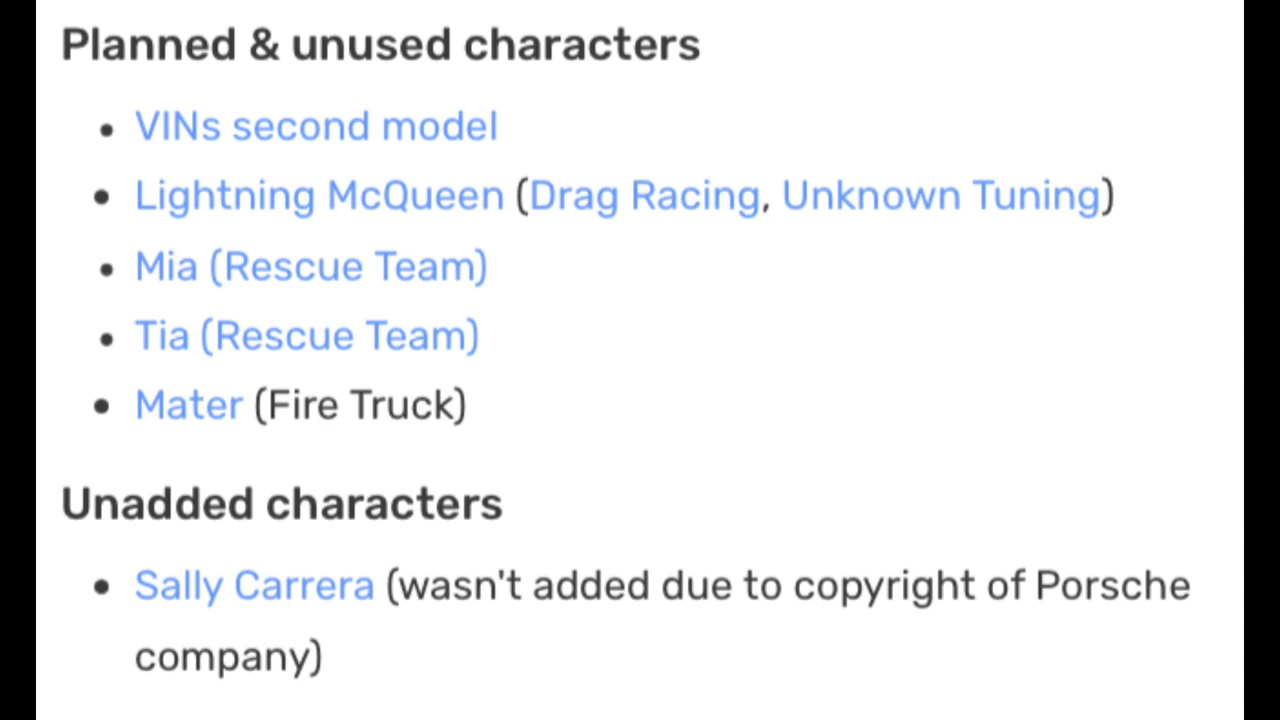 Planned & unused characters
VINs second model
Lightning McQueen (Drag Racing, Unknown Tuning)
Mia (Rescue Team)
Tia (Rescue Team)
Mater (Fire Truck)
Unadded characters
Sally Carrera (wasn't added due to copyright of Porsche
company)